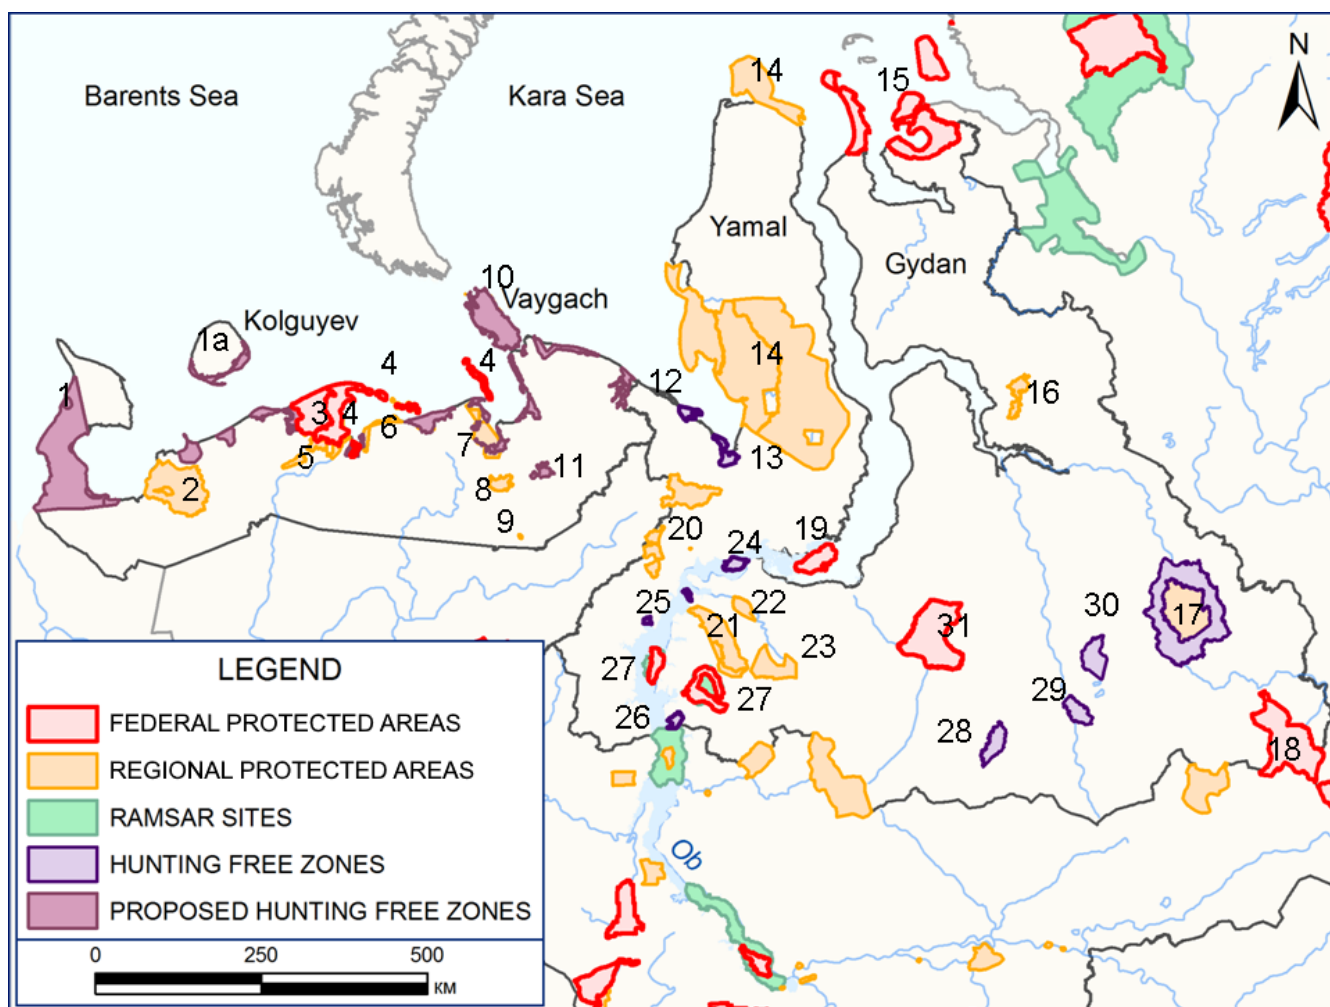 N
14
15
Barents Sea
Kara Sea
Yamal
Gydan
10
Vaygach
Kolguyev
1a
4
4
14
12
1
16
3
4
6
7
5
13
11
2
8
9
20
24
19
25
22
21
30
17
31
23
27
27
29
26
28
18
Ob
LEGEND
FEDERAL PROTECTED AREAS
REGIONAL PROTECTED AREAS
RAMSAR SITES
HUNTING FREE ZONES
PROPOSED HUNTING FREE ZONES
0 250 500
КМ